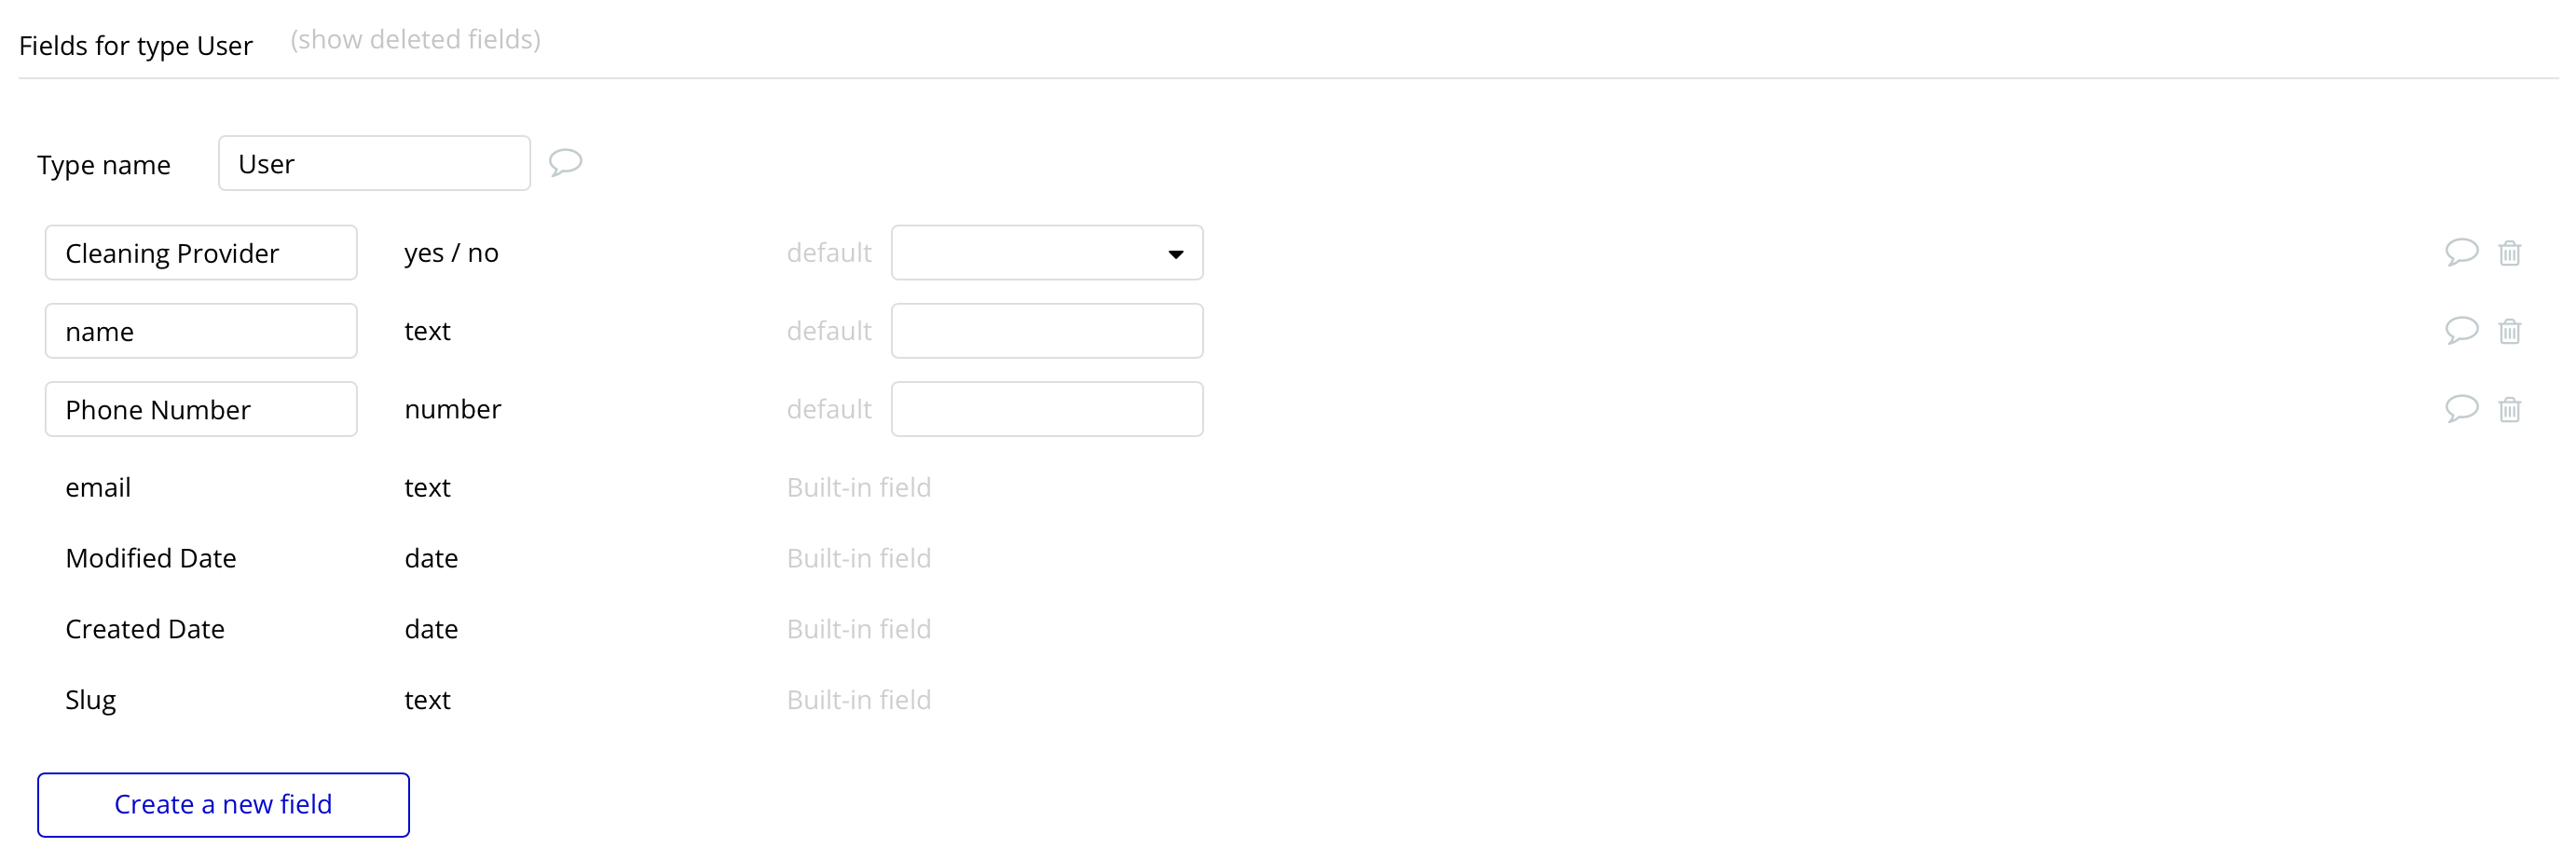 Fields for type User (show deleted fields)
Type name User
Cleaning Provider yes / no default
name text default
Phone Number number default
email text Built-in field
Modified Date date Built-in field
Created Date date Built-in field
Slug text Built-in field
Create a new field